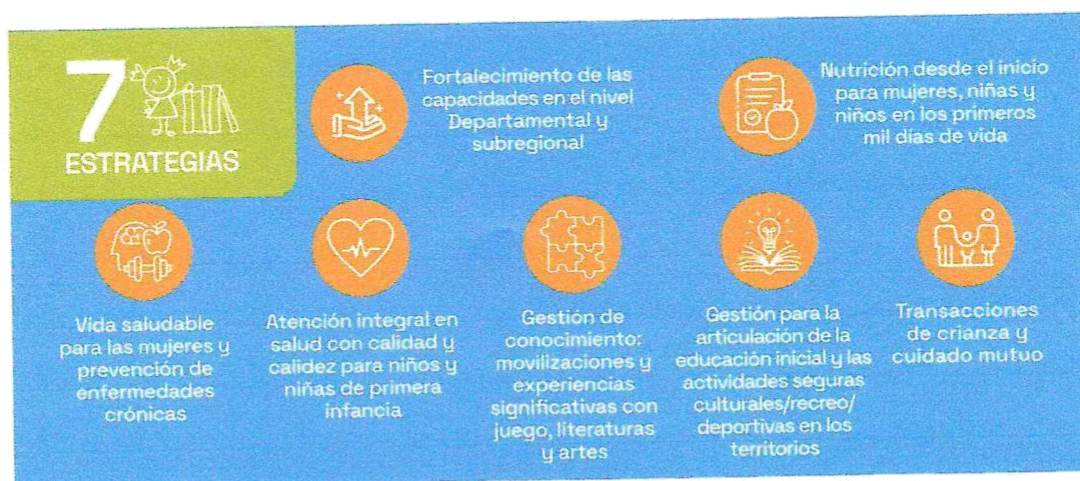 7
ESTRATEGIAS
Fortalecimiento de las
capacidades en el nivel
Departamental y
subregional
Nutrición desde el inicio
para mujeres, niñas y
niños en los primeros
mil días de vida
Vida saludable
para las mujeres y
prevención de
enfermedades
crónicas
Atención integral en
salud con calidad y
calidez para niños y
niñas de primera
infancia
Gestión de
conocimiento:
movilizaciones y
experiencias
significativas con
juego, literaturas
y artes
Gestión para la
articulación de la
educación inicial y las
actividades seguras
culturales/recreo/
deportivas en los
territorios
Transacciones
de crianza y
cuidado mutuo